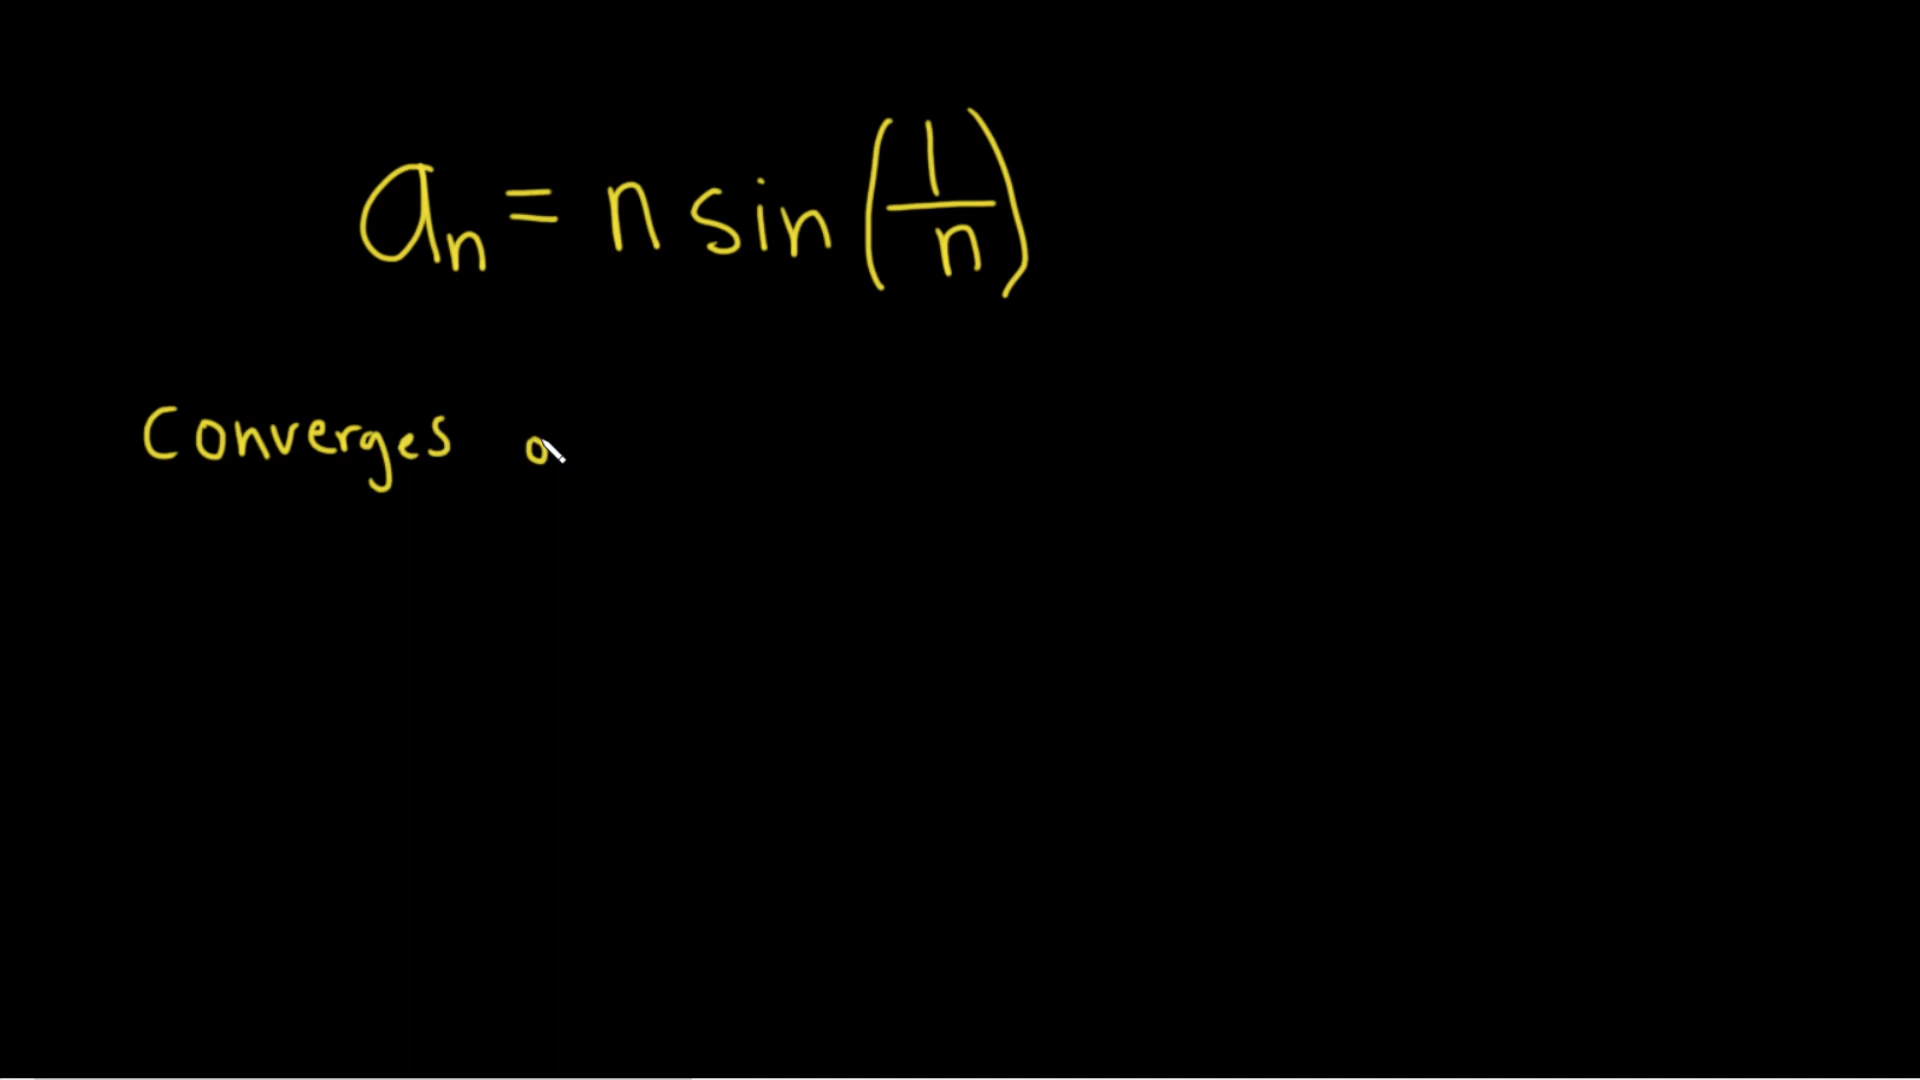 aₙ = n sin(1/n)
Converges o